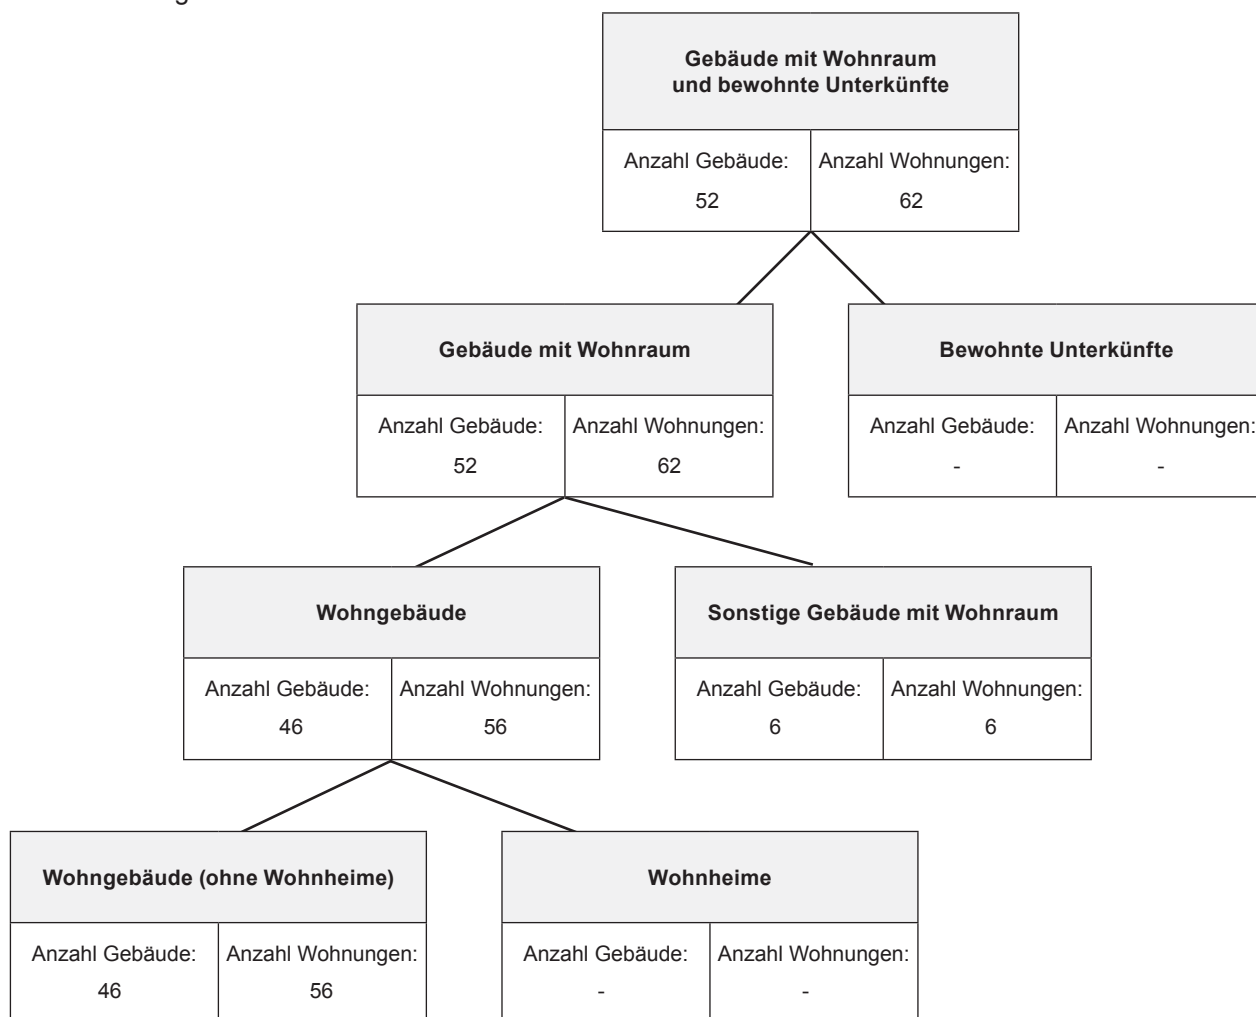 Gebäude mit Wohnraum
und bewohnte Unterkünfte
Anzahl Gebäude:
52
Anzahl Wohnungen:
62
Gebäude mit Wohnraum
Anzahl Gebäude:
52
Anzahl Wohnungen:
62
Bewohnte Unterkünfte
Anzahl Gebäude:
-
Anzahl Wohnungen:
-
Wohngebäude
Anzahl Gebäude:
46
Anzahl Wohnungen:
56
Sonstige Gebäude mit Wohnraum
Anzahl Gebäude:
6
Anzahl Wohnungen:
6
Wohngebäude (ohne Wohnheime)
Anzahl Gebäude:
46
Anzahl Wohnungen:
56
Wohnheime
Anzahl Gebäude:
-
Anzahl Wohnungen:
-